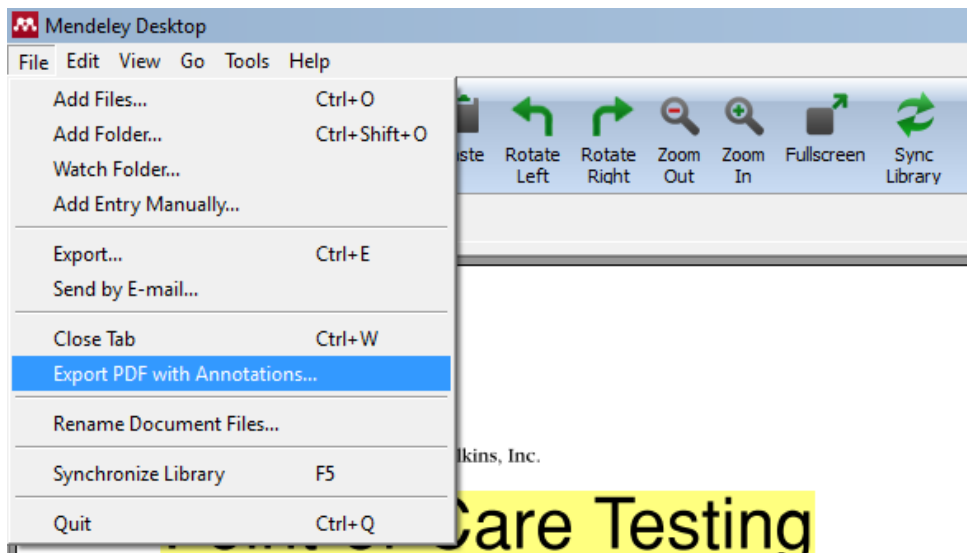 Mendeley Desktop
File Edit View Go Tools Help
Add Files... Ctrl+O
Add Folder... Ctrl+Shift+O
Watch Folder...
Add Entry Manually...
Export... Ctrl+E
Send by E-mail...
Close Tab Ctrl+W
Export PDF with Annotations...
Rename Document Files...
Synchronize Library F5
Quit Ctrl+Q
Rotate Left
Rotate Right
Zoom Out
Zoom In
Fullscreen
Sync Library
, Inc.
Care Testing